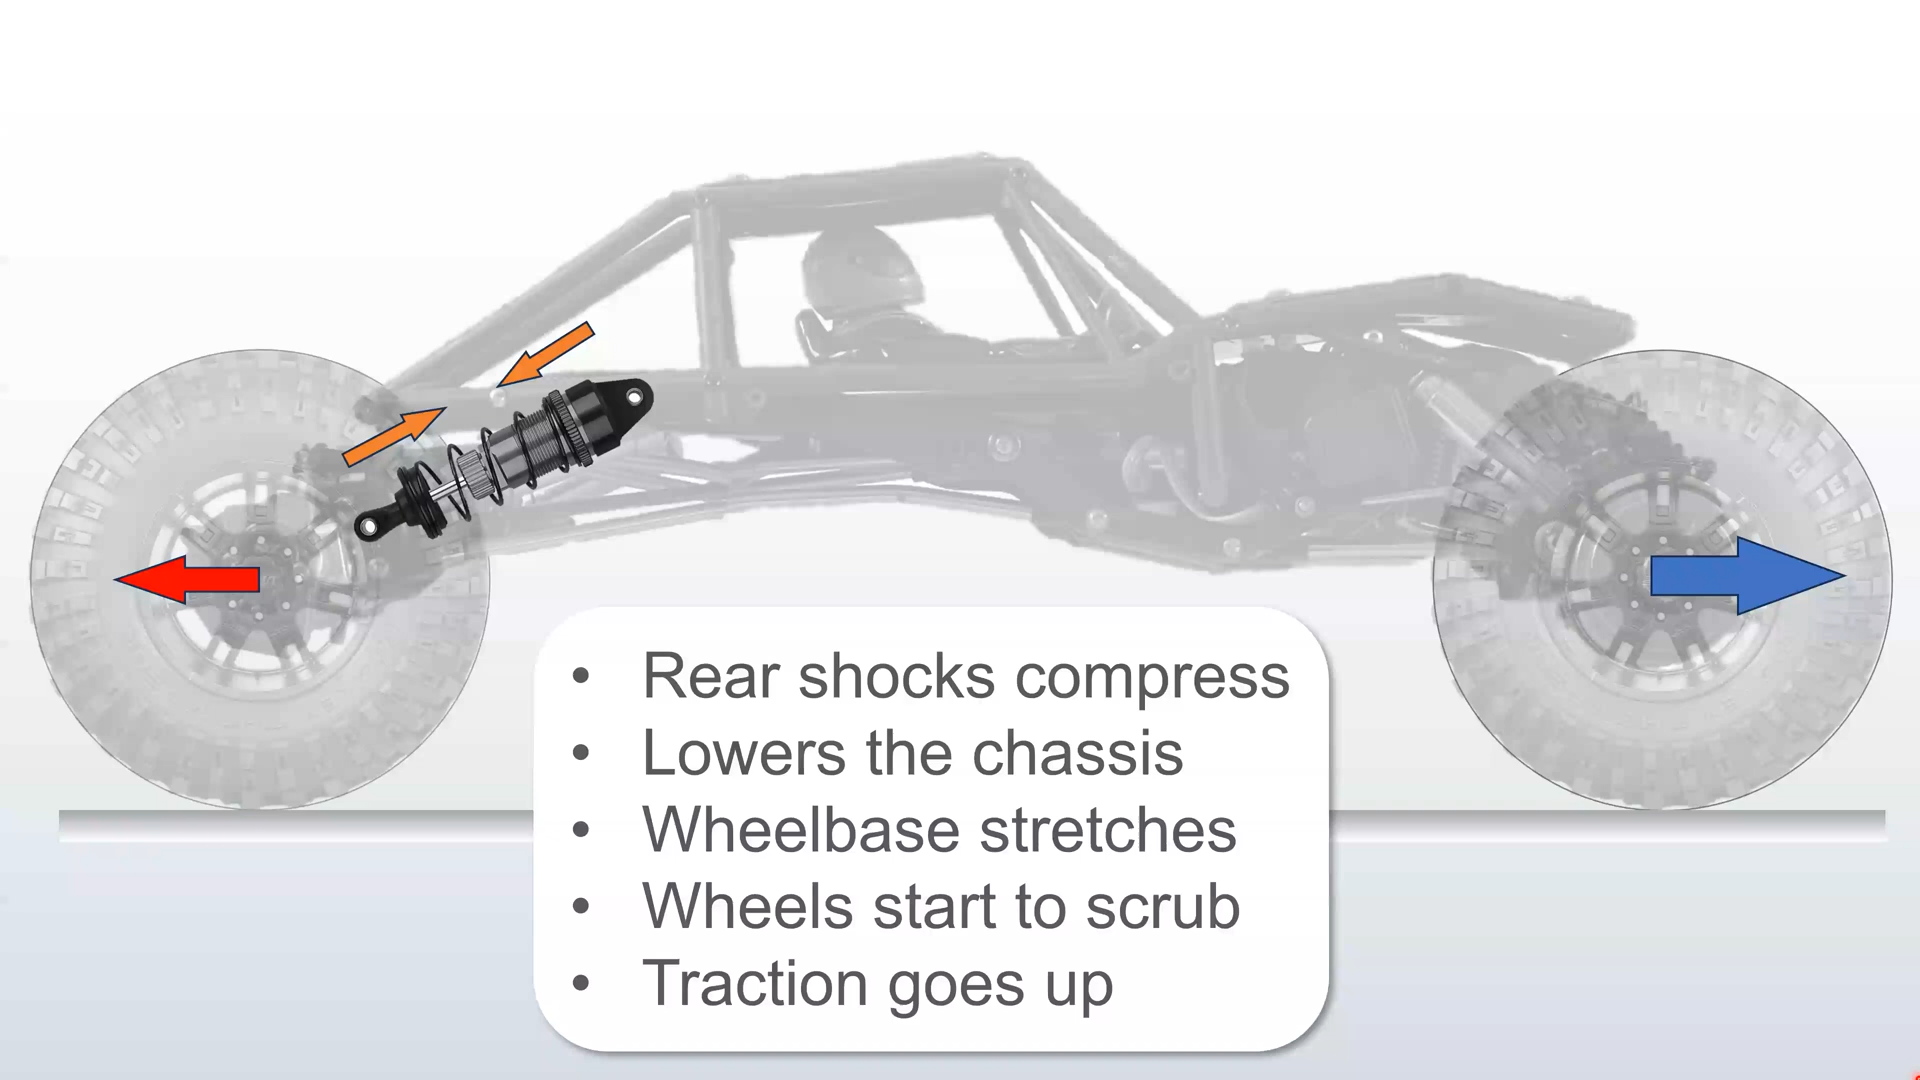 • Rear shocks compress
• Lowers the chassis
• Wheelbase stretches
• Wheels start to scrub
• Traction goes up